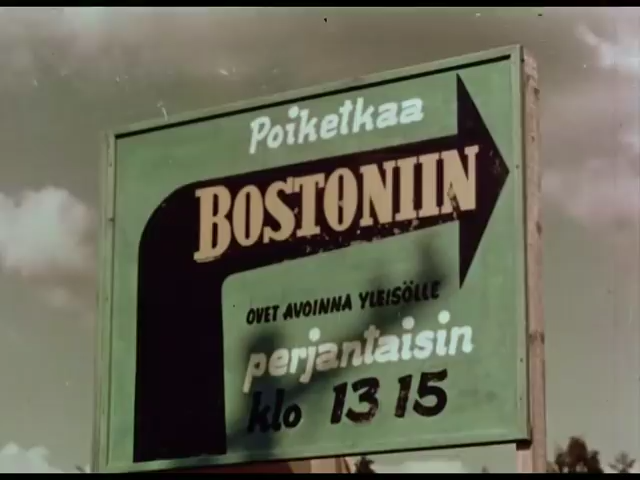 Poiketkaa
BOSTONIIN
OVET AVOINNA YLEISÖLLE
perjantaisin
klo 13 15